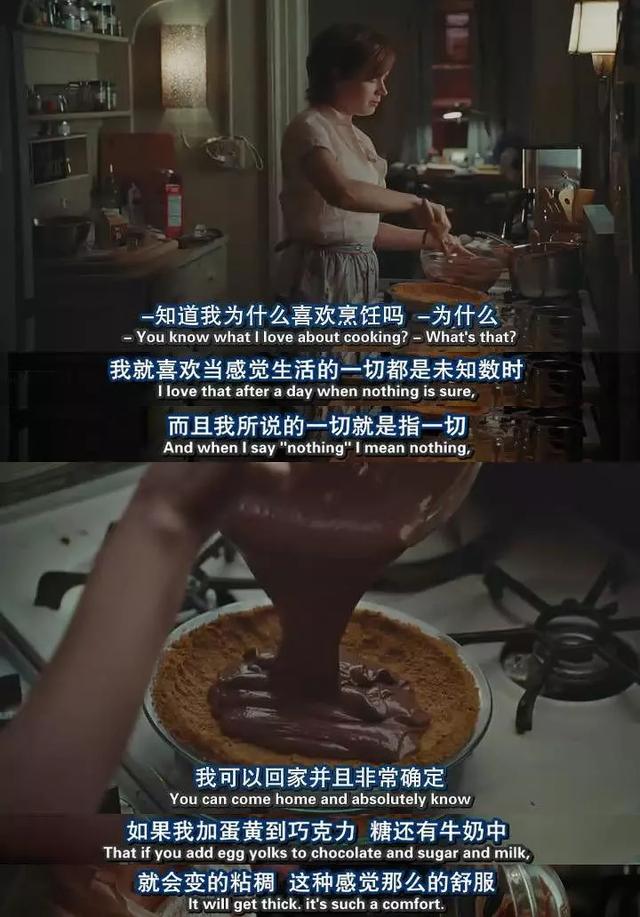 –知道我为什么喜欢烹饪吗 –为什么
– You know what I love about cooking? – What's that?
我就喜欢当感觉生活的一切都是未知数时
I love that after a day when nothing is sure,
而且我所说的一切就是指一切
And when I say "nothing" I mean nothing,
我可以回家并且非常确定
You can come home and absolutely know
如果我加蛋黄到巧克力 糖还有牛奶中
That if you add egg yolks to chocolate and sugar and milk,
就会变的粘稠 这种感觉那么的舒服
It will get thick. it's such a comfort.